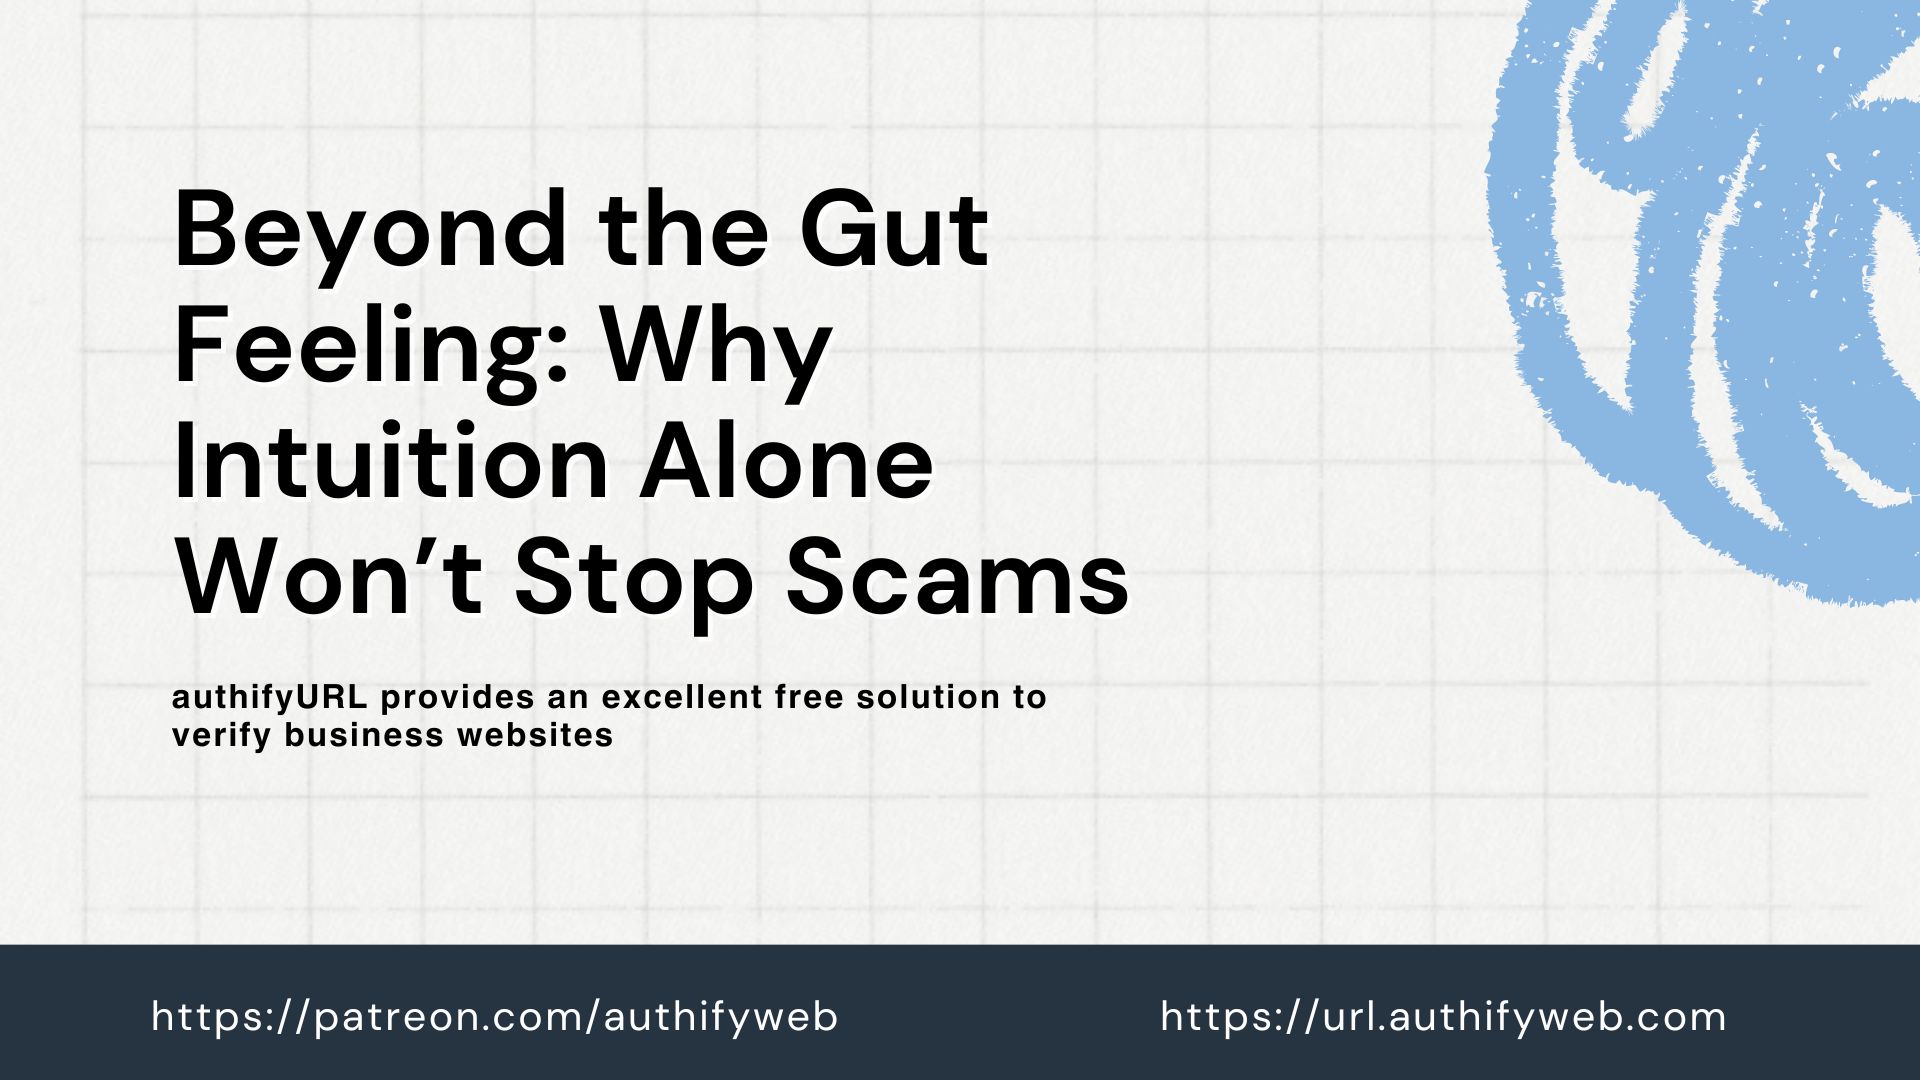 Beyond the Gut
Feeling: Why
Intuition Alone
Won’t Stop Scams
authifyURL provides an excellent free solution to
verify business websites
https://patreon.com/authifyweb
https://url.authifyweb.com